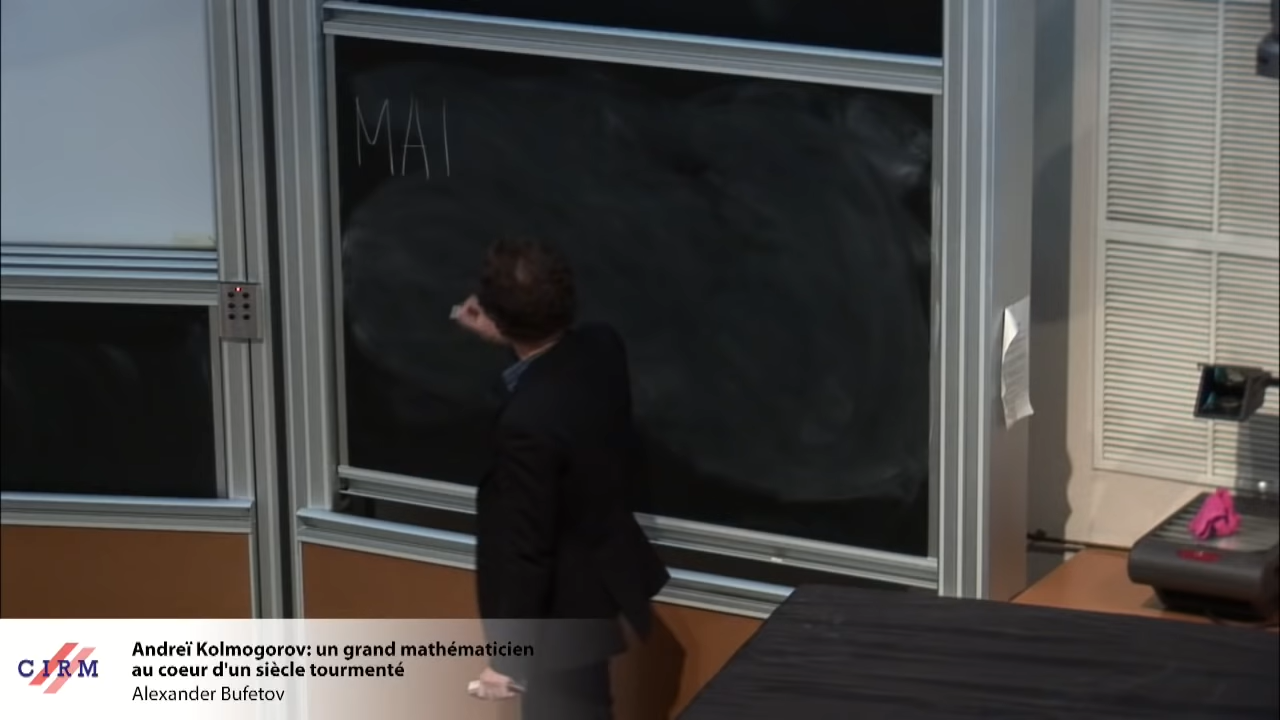 MAI
CIRM
Andreï Kolmogorov: un grand mathématicien
au coeur d'un siècle tourmenté
Alexander Bufetov